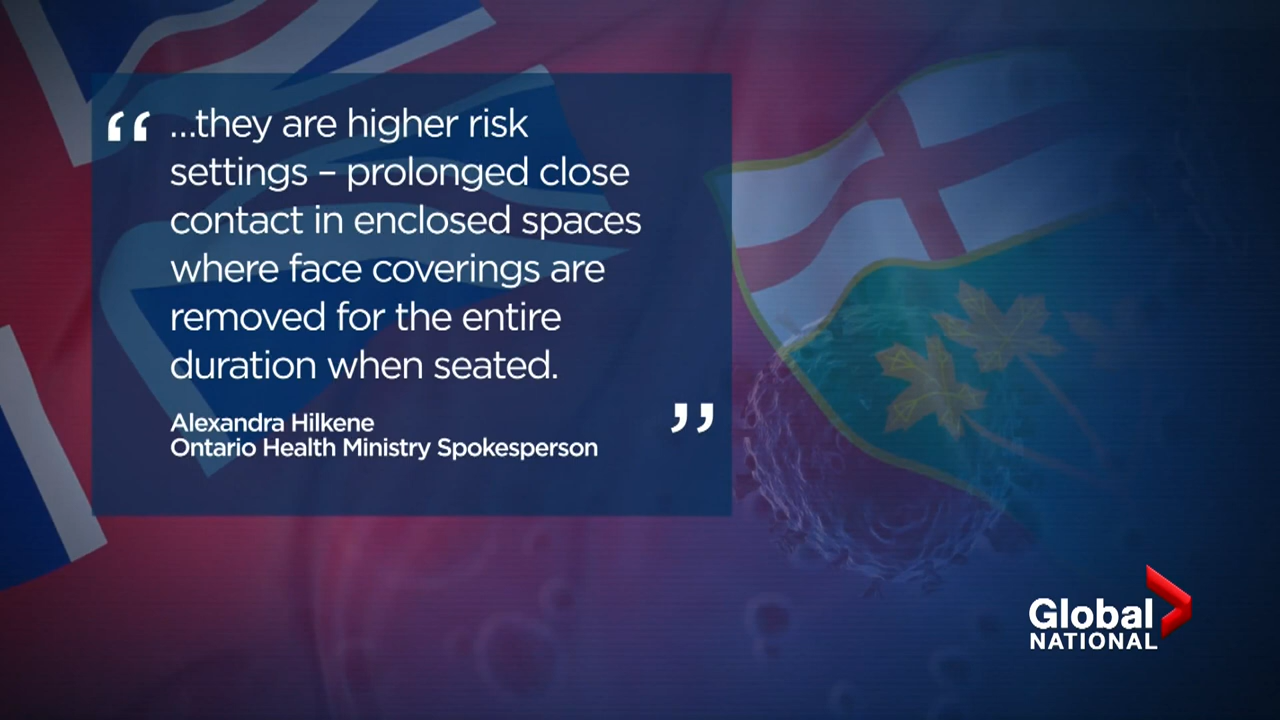 “ ...they are higher risk
settings – prolonged close
contact in enclosed spaces
where face coverings are
removed for the entire
duration when seated.
”
Alexandra Hilkene
Ontario Health Ministry Spokesperson
Global
NATIONAL